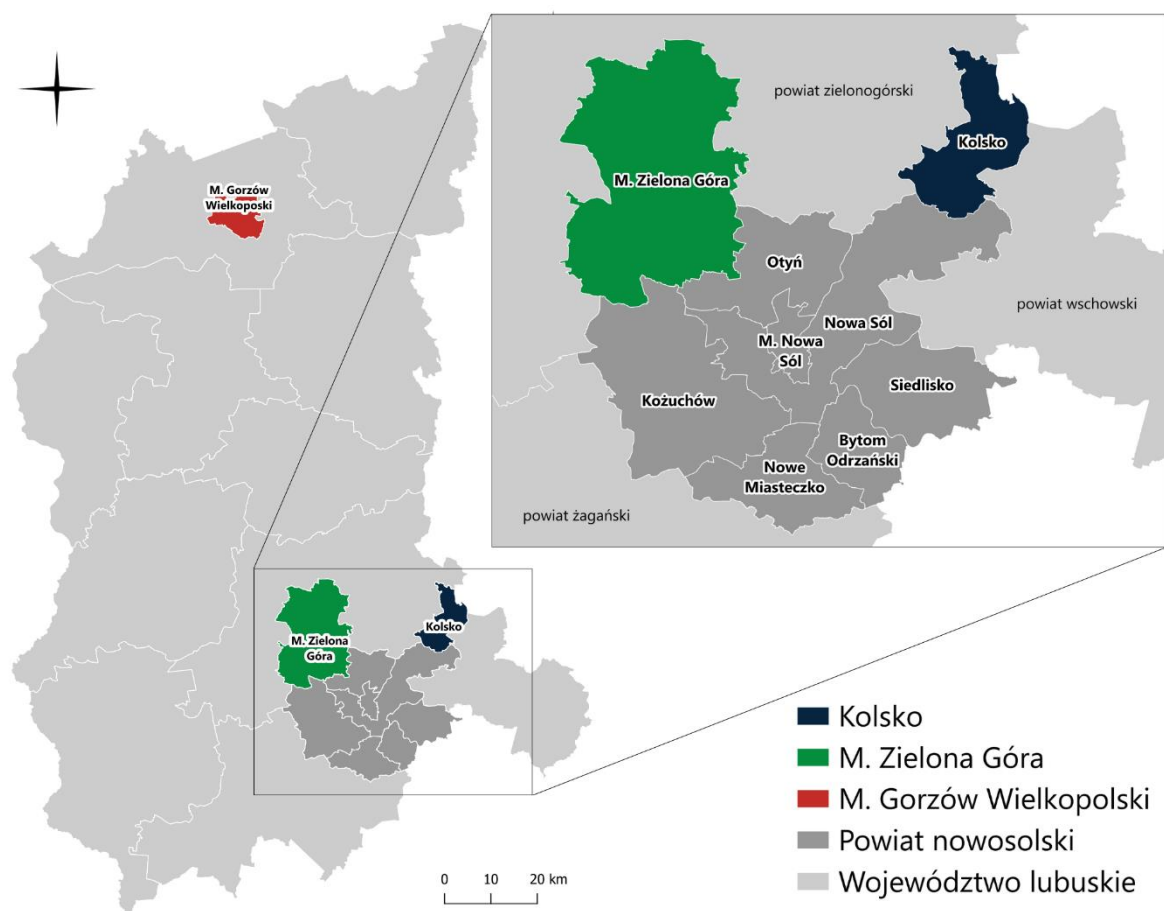 M. Gorzów
Wielkoposki
M. Zielona
Góra
Kolsko
powiat zielonogórski
Kolsko
M. Zielona Góra
Otyń
powiat wschowski
Nowa Sól
M. Nowa
Sól
Siedlisko
Kożuchów
Bytom
Odrzański
Nowe
Miasteczko
powiat żagański
Kolsko
M. Zielona Góra
M. Gorzów Wielkopolski
Powiat nowosolski
Województwo lubuskie
0 10 20 km